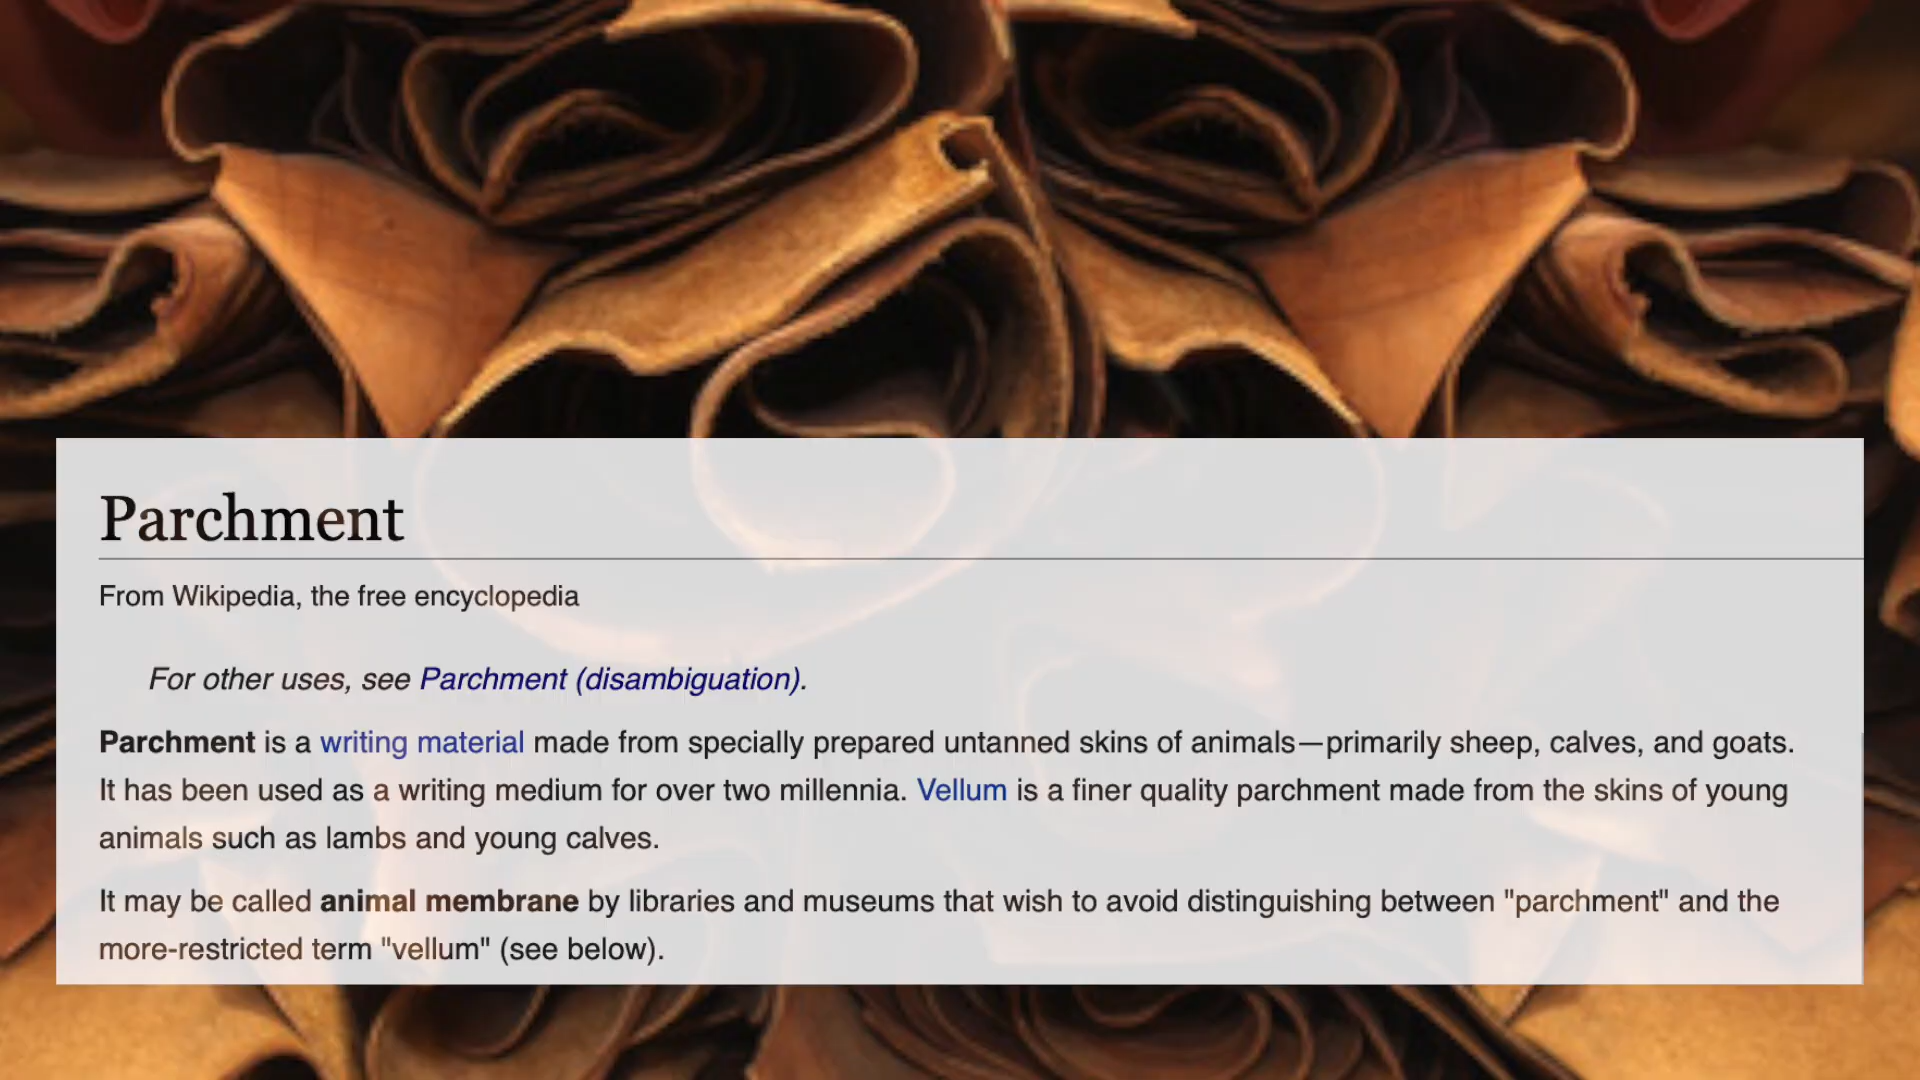 Parchment
From Wikipedia, the free encyclopedia
For other uses, see Parchment (disambiguation).
Parchment is a writing material made from specially prepared untanned skins of animals—primarily sheep, calves, and goats.
It has been used as a writing medium for over two millennia. Vellum is a finer quality parchment made from the skins of young
animals such as lambs and young calves.
It may be called animal membrane by libraries and museums that wish to avoid distinguishing between "parchment" and the
more-restricted term "vellum" (see below).